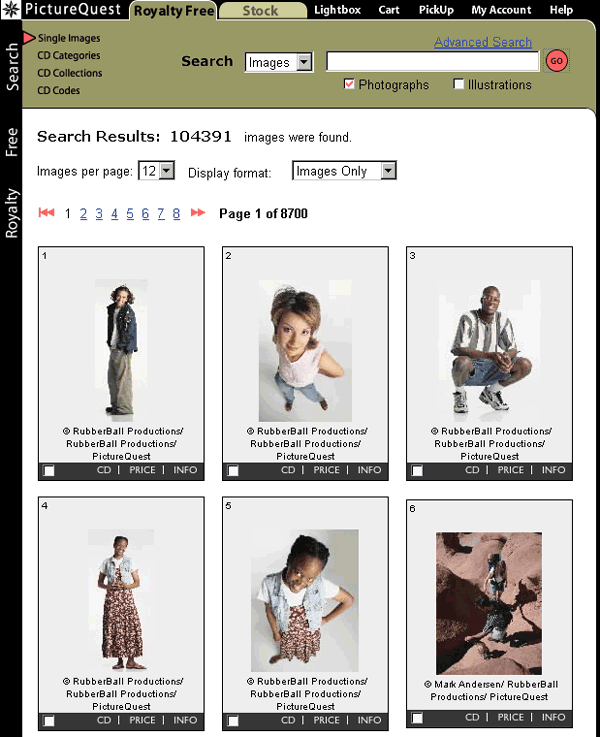 PictureQuest Royalty Free Stock Lightbox Cart PickUp My Account Help
Single Images
CD Categories
CD Collections
CD Codes
Advanced Search
Search Images GO
Photographs Illustrations
Search
Free
Royalty
Search Results: 104391 images were found.
Images per page: 12 Display format: Images Only
1 2 3 4 5 6 7 8 Page 1 of 8700
1
© RubberBall Productions/
RubberBall Productions/
PictureQuest
CD | PRICE | INFO
2
© RubberBall Productions/
RubberBall Productions/
PictureQuest
CD | PRICE | INFO
3
© RubberBall Productions/
RubberBall Productions/
PictureQuest
CD | PRICE | INFO
4
© RubberBall Productions/
RubberBall Productions/
PictureQuest
CD | PRICE | INFO
5
© RubberBall Productions/
RubberBall Productions/
PictureQuest
CD | PRICE | INFO
6
© Mark Andersen/ RubberBall
Productions/ PictureQuest
CD | PRICE | INFO